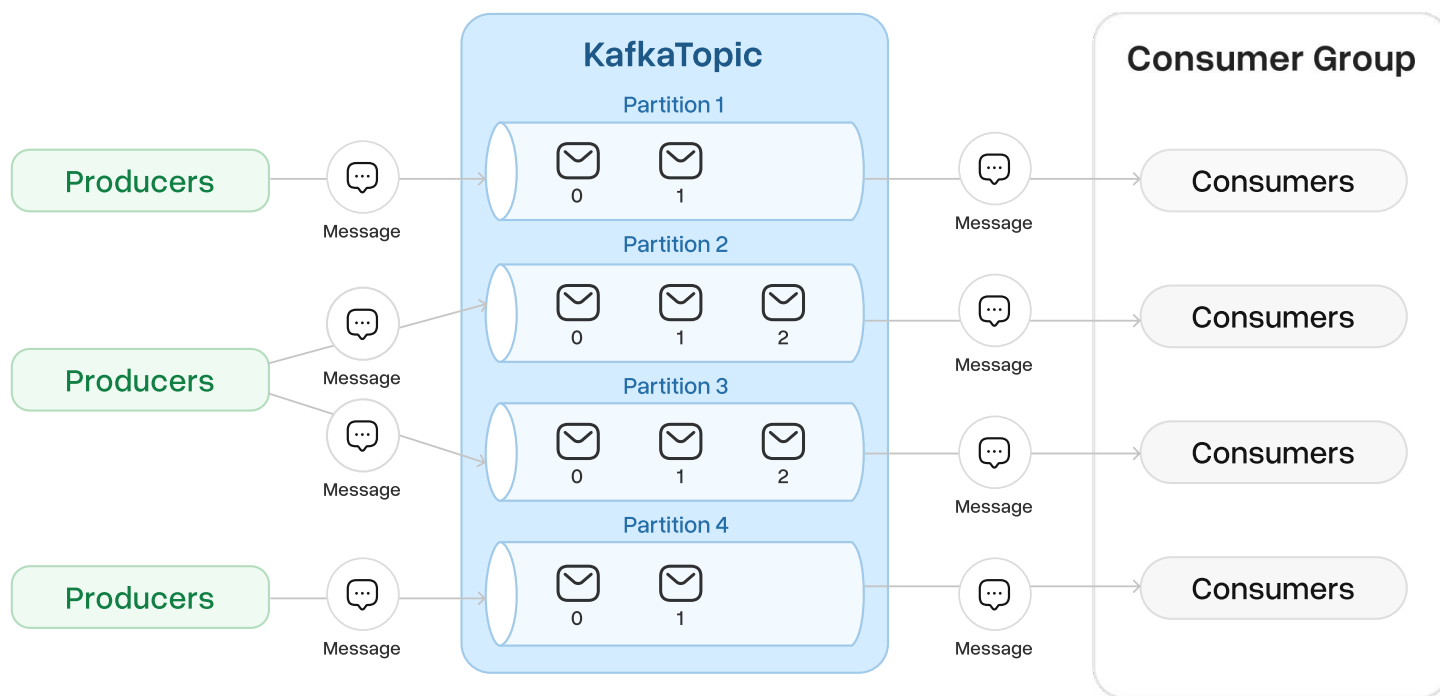 KafkaTopic
Consumer Group
Partition 1
Producers
Message
0
1
Message
Consumers
Partition 2
Message
0
1
2
Message
Consumers
Producers
Partition 3
Message
0
1
2
Message
Consumers
Partition 4
Producers
Message
0
1
Message
Consumers